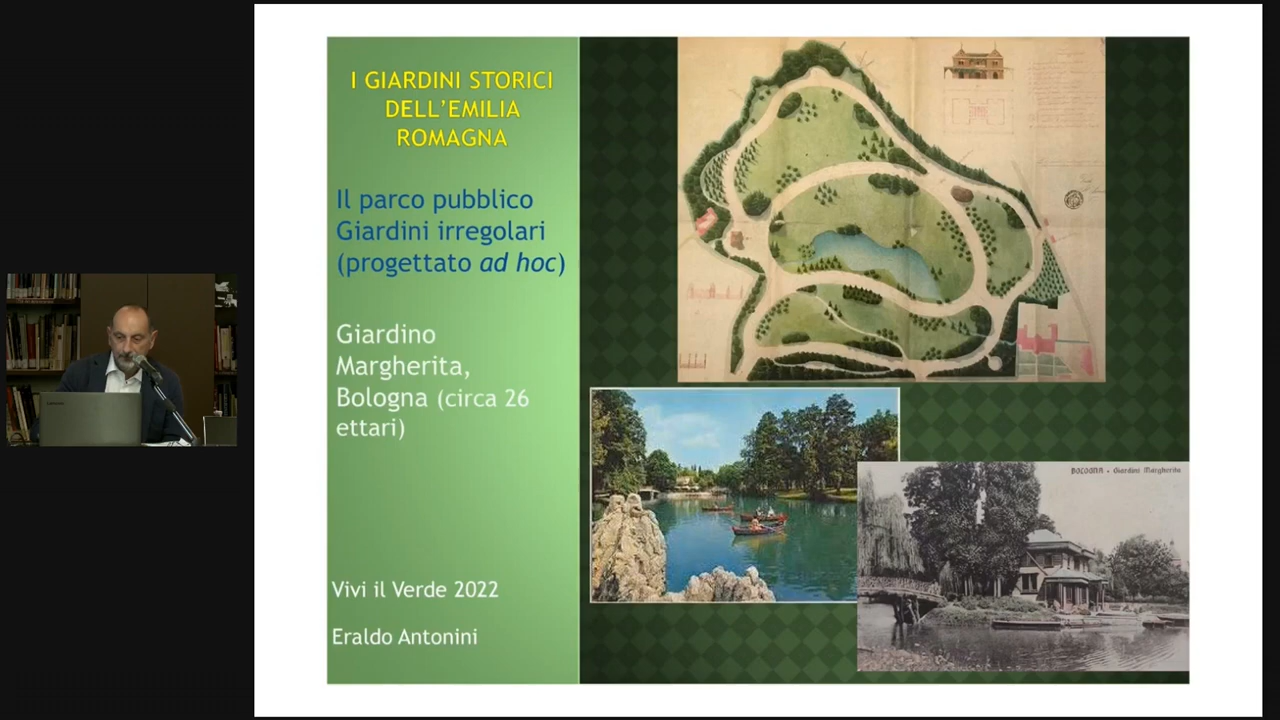 I GIARDINI STORICI
DELL'EMILIA
ROMAGNA
Il parco pubblico
Giardini irregolari
(progettato ad hoc)
Giardino
Margherita,
Bologna (circa 26
ettari)
Vivi il Verde 2022
Eraldo Antonini
BOLOGNA - Giardini Margherita